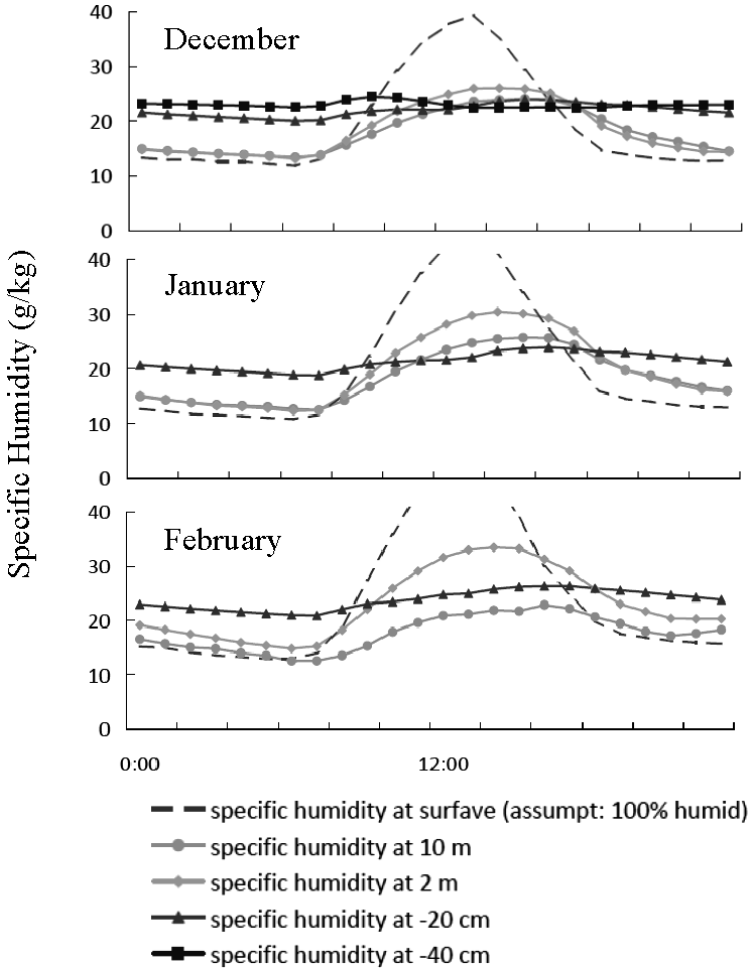 December
40
30
20
10
0
January
40
30
20
10
0
February
40
30
20
10
0
Specific Humidity (g/kg)
0:00 12:00
specific humidity at surfave (assumpt: 100% humid)
specific humidity at 10 m
specific humidity at 2 m
specific humidity at -20 cm
specific humidity at -40 cm